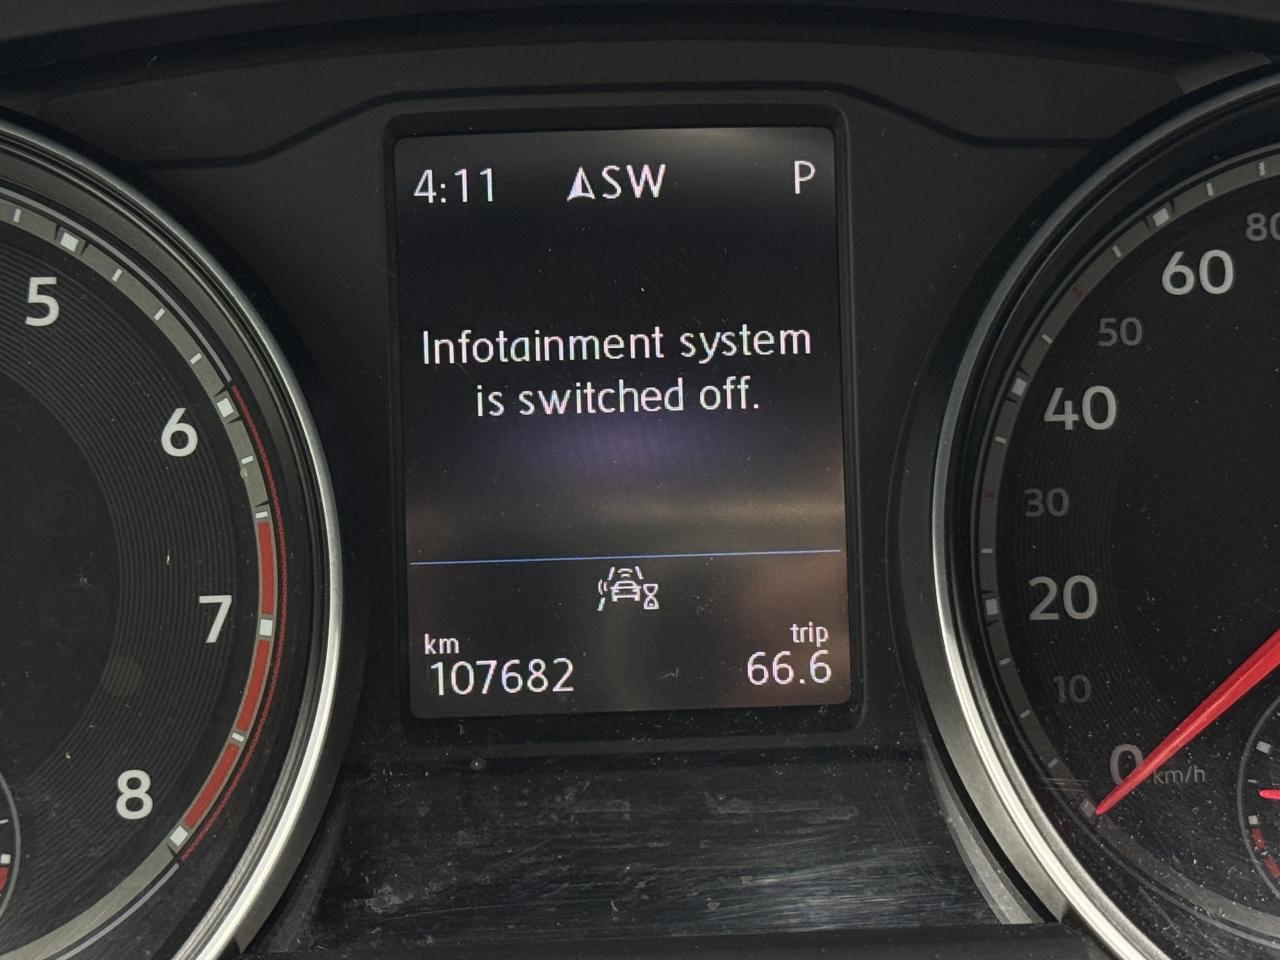 4:11 SW P
Infotainment system
is switched off.
km trip
107682 66.6
5
6
7
8
80
60
50
40
30
20
10
0 km/h